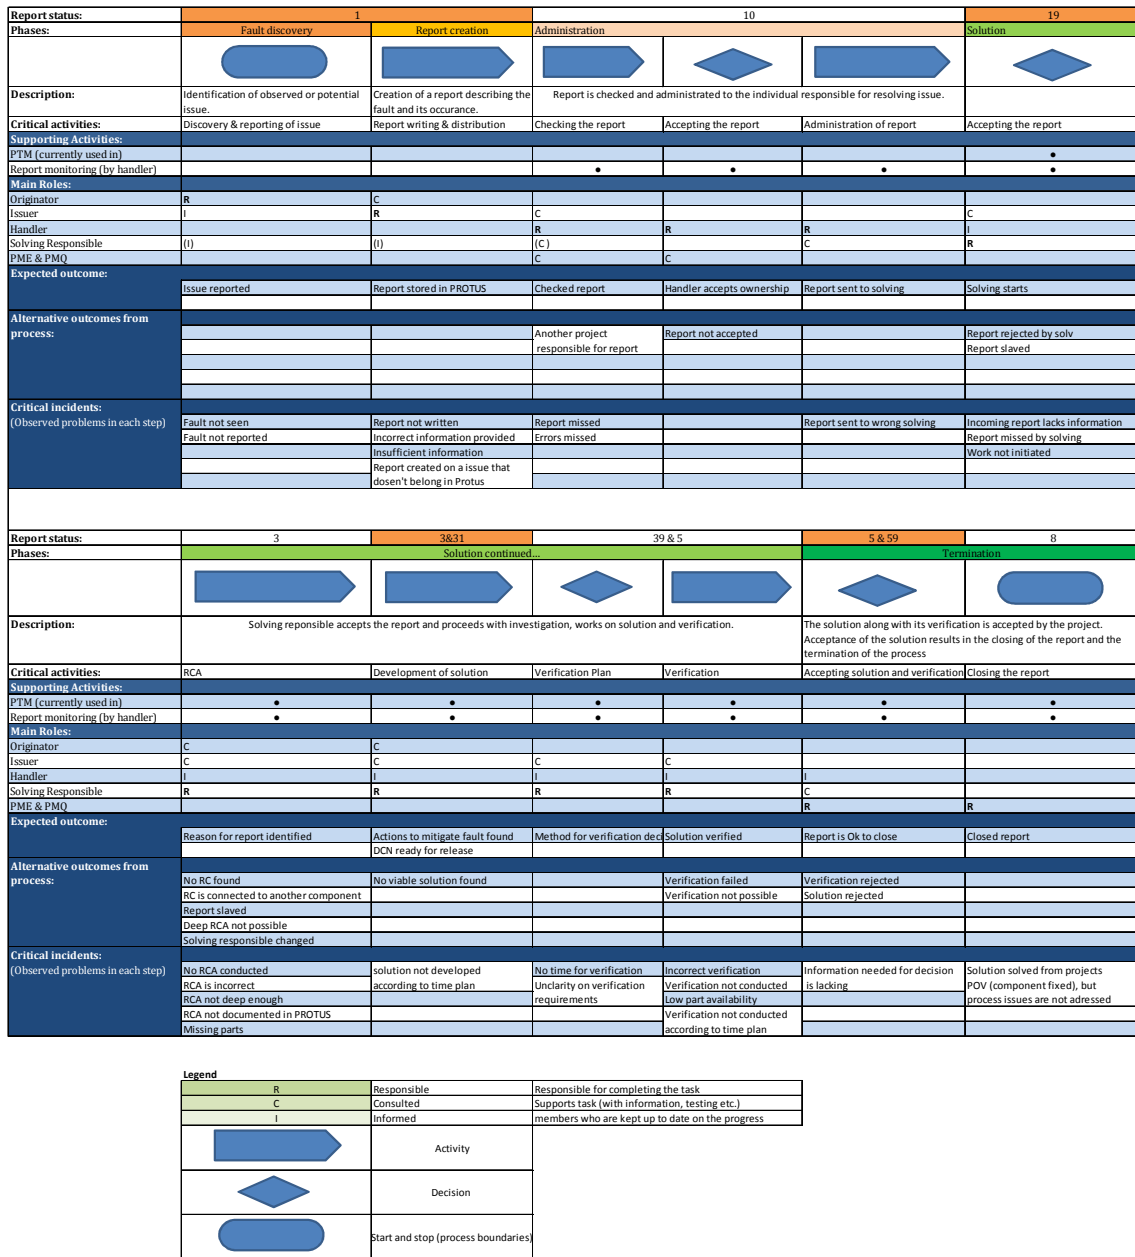 Report status: 1 10 19
Phases: Fault discovery Report creation Administration Solution
Description: Identification of observed or potential issue. Creation of a report describing the fault and its occurance. Report is checked and administrated to the individual responsible for resolving issue.
Critical activities: Discovery & reporting of issue Report writing & distribution Checking the report Accepting the report Administration of report Accepting the report
Supporting Activities:
PTM (currently used in) •
Report monitoring (by handler) • • • •
Main Roles:
Originator R C
Issuer I R C C
Handler R R R I
Solving Responsible (I) (I) (C ) C R
PME & PMQ C C
Expected outcome:
Issue reported Report stored in PROTUS Checked report Handler accepts ownership Report sent to solving Solving starts
Alternative outcomes from
process: Another project Report not accepted Report rejected by solv
responsible for report Report slaved
Critical incidents:
(Observed problems in each step) Fault not seen Report not written Report missed Report sent to wrong solving Incoming report lacks information
Fault not reported Incorrect information provided Errors missed Report missed by solving
Insufficient information Work not initiated
Report created on a issue that
dosen't belong in Protus
Report status: 3 3&31 39 & 5 5 & 59 8
Phases: Solution continued... Termination
Description: Solving reponsible accepts the report and proceeds with investigation, works on solution and verification. The solution along with its verification is accepted by the project.
Acceptance of the solution results in the closing of the report and the
termination of the process
Critical activities: RCA Development of solution Verification Plan Verification Accepting solution and verification Closing the report
Supporting Activities:
PTM (currently used in) • • • • • •
Report monitoring (by handler) • • • • • •
Main Roles:
Originator C C
Issuer C C C C
Handler I I I I I
Solving Responsible R R R R C
PME & PMQ R R
Expected outcome:
Reason for report identified Actions to mitigate fault found Method for verification deci Solution verified Report is Ok to close Closed report
DCN ready for release
Alternative outcomes from
process: No RC found No viable solution found Verification failed Verification rejected
RC is connected to another component Verification not possible Solution rejected
Report slaved
Deep RCA not possible
Solving responsible changed
Critical incidents:
(Observed problems in each step) No RCA conducted solution not developed No time for verification Incorrect verification Information needed for decision Solution solved from projects
RCA is incorrect according to time plan Unclarity on verification Verification not conducted is lacking POV (component fixed), but
RCA not deep enough requirements Low part availability process issues are not adressed
RCA not documented in PROTUS Verification not conducted
Missing parts according to time plan
Legend
R Responsible Responsible for completing the task
C Consulted Supports task (with information, testing etc.)
I Informed members who are kept up to date on the progress
Activity
Decision
Start and stop (process boundaries)